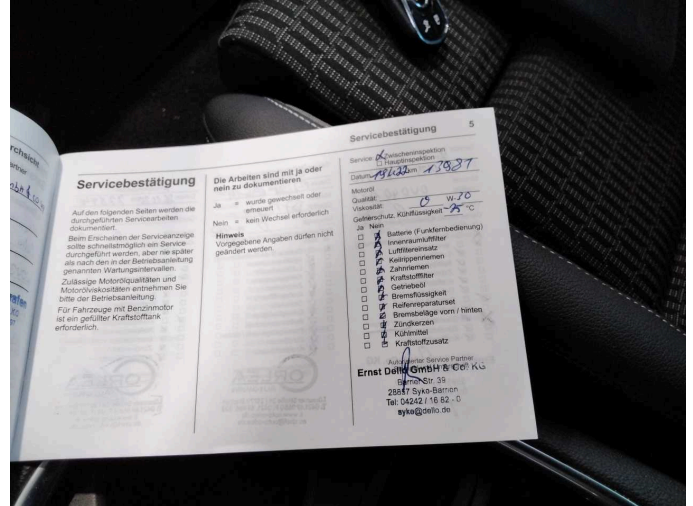 Servicebestätigung
Auf den folgenden Seiten werden die
durchgeführten Servicearbeiten
dokumentiert.
Beim Erscheinen der Serviceanzeige
sollte schnellstmöglich ein Service
durchgeführt werden, aber nie später
als nach den in der Betriebsanleitung
genannten Wartungsintervallen.
Zulässige Motorölqualitäten und
Motorölviskositäten entnehmen Sie
bitte der Betriebsanleitung.
Für Fahrzeuge mit Benzinmotor
ist ein gefüllter Kraftstofftank
erforderlich.
Die Arbeiten sind mit ja oder
nein zu dokumentieren
Ja = wurde gewechselt oder
erneuert
Nein = kein Wechsel erforderlich
Hinweis
Vorgegebene Angaben dürfen nicht
geändert werden.
Servicebestätigung 5
Service Zwischeninspektion
Hauptinspektion
Datum km 13987
Motoröl
Qualität:
Viskosität: 0 W-30
Gefrierschutz, Kühlflüssigkeit °C
Ja Nein
Batterie (Funkfernbedienung)
Innenraumluftfilter
Luftfiltereinsatz
Keilrippenriemen
Zahnriemen
Kraftstofffilter
Getriebeöl
Bremsflüssigkeit
Reifenreparaturset
Bremsbeläge vorn / hinten
Zündkerzen
Kühlmittel
Kraftstoffzusatz
Autorisierter Service Partner
Ernst Dello GmbH & Co. KG
Barrier Str. 39
28857 Syke-Barrien
Tel: 04242 / 16 82 - 0
syke@dello.de